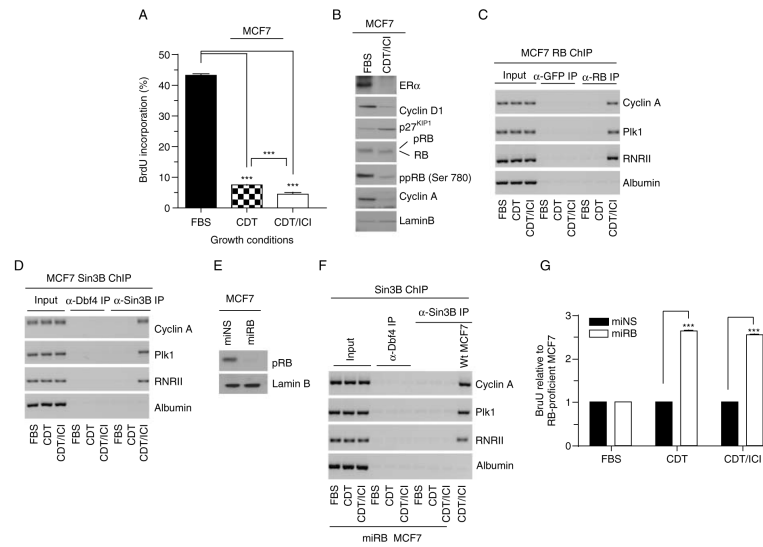 A
MCF7
BrdU incorporation (%)
50
40
30
20
10
0
***
***
***
FBS
CDT
CDT/ICI
Growth conditions
B
MCF7
FBS
CDT/ICI
ERα
Cyclin D1
p27KIP1
pRB
RB
ppRB (Ser 780)
Cyclin A
LaminB
C
MCF7 RB ChIP
Input
α-GFP IP
α-RB IP
Cyclin A
Plk1
RNRII
Albumin
FBS
CDT
CDT/ICI
FBS
CDT
CDT/ICI
FBS
CDT
CDT/ICI
D
MCF7 Sin3B ChIP
Input
α-Dbf4 IP
α-Sin3B IP
Cyclin A
Plk1
RNRII
Albumin
FBS
CDT
CDT/ICI
FBS
CDT
CDT/ICI
FBS
CDT
CDT/ICI
E
MCF7
miNS
miRB
pRB
Lamin B
F
Sin3B ChIP
α-Sin3B IP
Input
α-Dbf4 IP
Wt MCF7
Cyclin A
Plk1
RNRII
Albumin
FBS
CDT
CDT/ICI
FBS
CDT
CDT/ICI
FBS
CDT
CDT/ICI
CDT/ICI
miRB MCF7
G
BruU relative to
RB-proficient MCF7
3
2
1
0
miNS
miRB
***
***
FBS
CDT
CDT/ICI